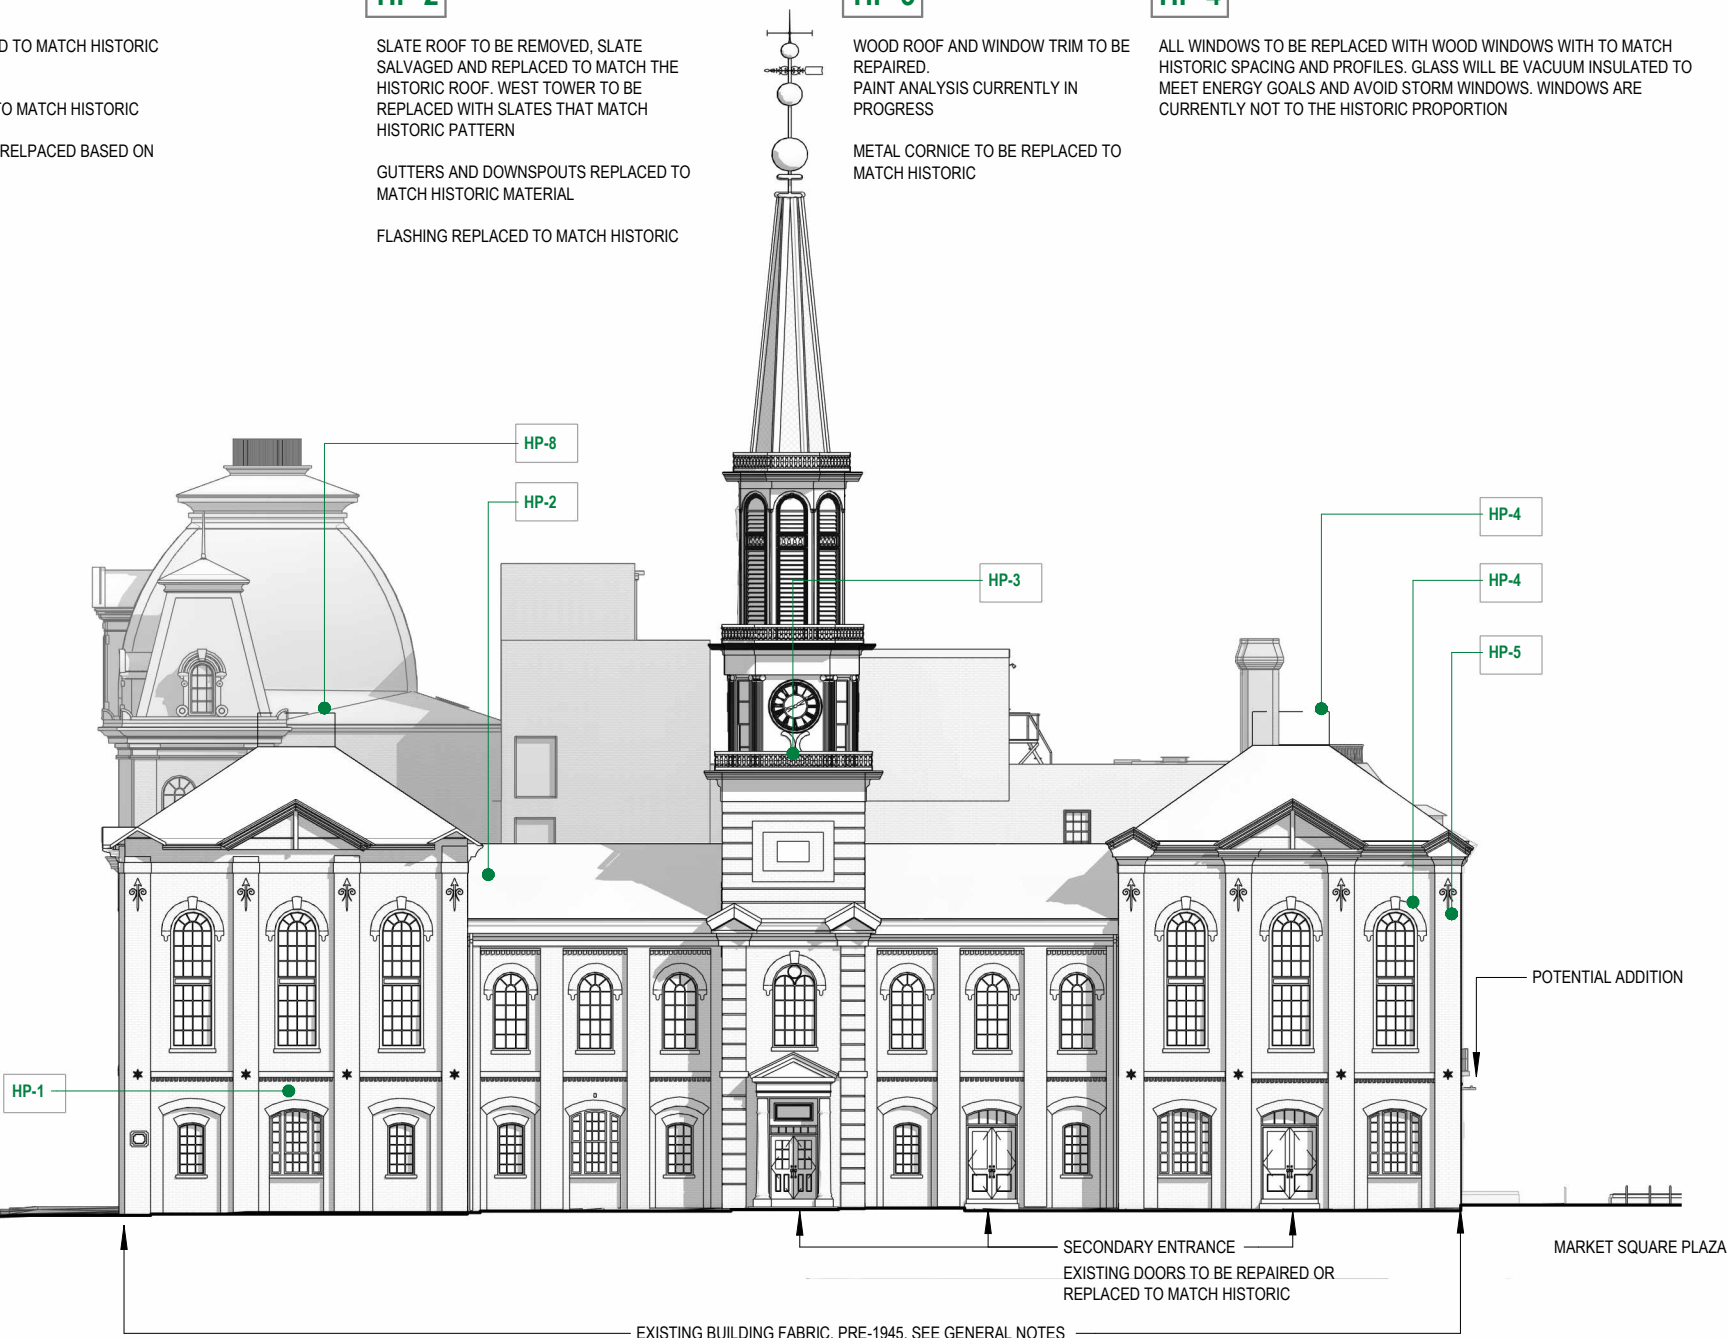 HP-2
HP-3
HP-4
D TO MATCH HISTORIC
TO MATCH HISTORIC
RELPACED BASED ON
SLATE ROOF TO BE REMOVED, SLATE
SALVAGED AND REPLACED TO MATCH THE
HISTORIC ROOF. WEST TOWER TO BE
REPLACED WITH SLATES THAT MATCH
HISTORIC PATTERN
GUTTERS AND DOWNSPOUTS REPLACED TO
MATCH HISTORIC MATERIAL
FLASHING REPLACED TO MATCH HISTORIC
WOOD ROOF AND WINDOW TRIM TO BE
REPAIRED.
PAINT ANALYSIS CURRENTLY IN
PROGRESS
METAL CORNICE TO BE REPLACED TO
MATCH HISTORIC
ALL WINDOWS TO BE REPLACED WITH WOOD WINDOWS WITH TO MATCH
HISTORIC SPACING AND PROFILES. GLASS WILL BE VACUUM INSULATED TO
MEET ENERGY GOALS AND AVOID STORM WINDOWS. WINDOWS ARE
CURRENTLY NOT TO THE HISTORIC PROPORTION
HP-8
HP-2
HP-3
HP-4
HP-4
HP-5
POTENTIAL ADDITION
HP-1
SECONDARY ENTRANCE
EXISTING DOORS TO BE REPAIRED OR
REPLACED TO MATCH HISTORIC
MARKET SQUARE PLAZA
EXISTING BUILDING FABRIC, PRE-1945. SEE GENERAL NOTES